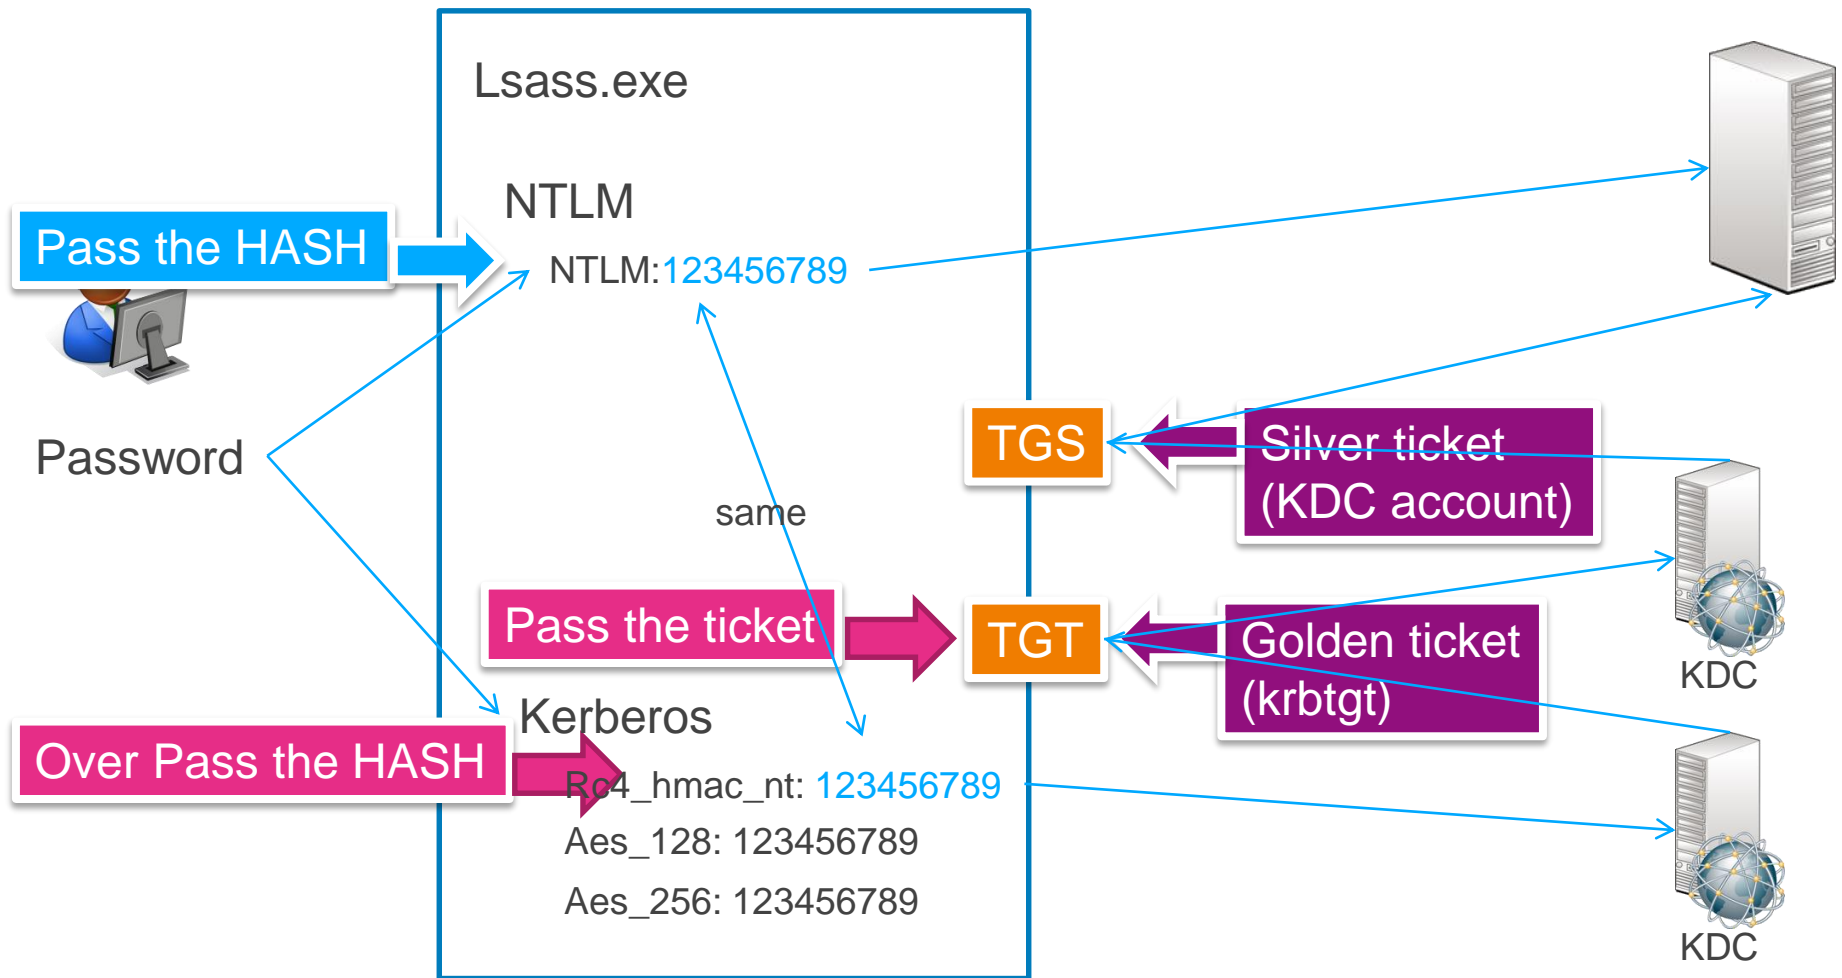 Lsass.exe
NTLM
Pass the HASH
NTLM:123456789
Password
TGS
Silver ticket
(KDC account)
same
Pass the ticket
TGT
Golden ticket
(krbtgt)
KDC
Kerberos
Over Pass the HASH
Rc4_hmac_nt: 123456789
Aes_128: 123456789
Aes_256: 123456789
KDC